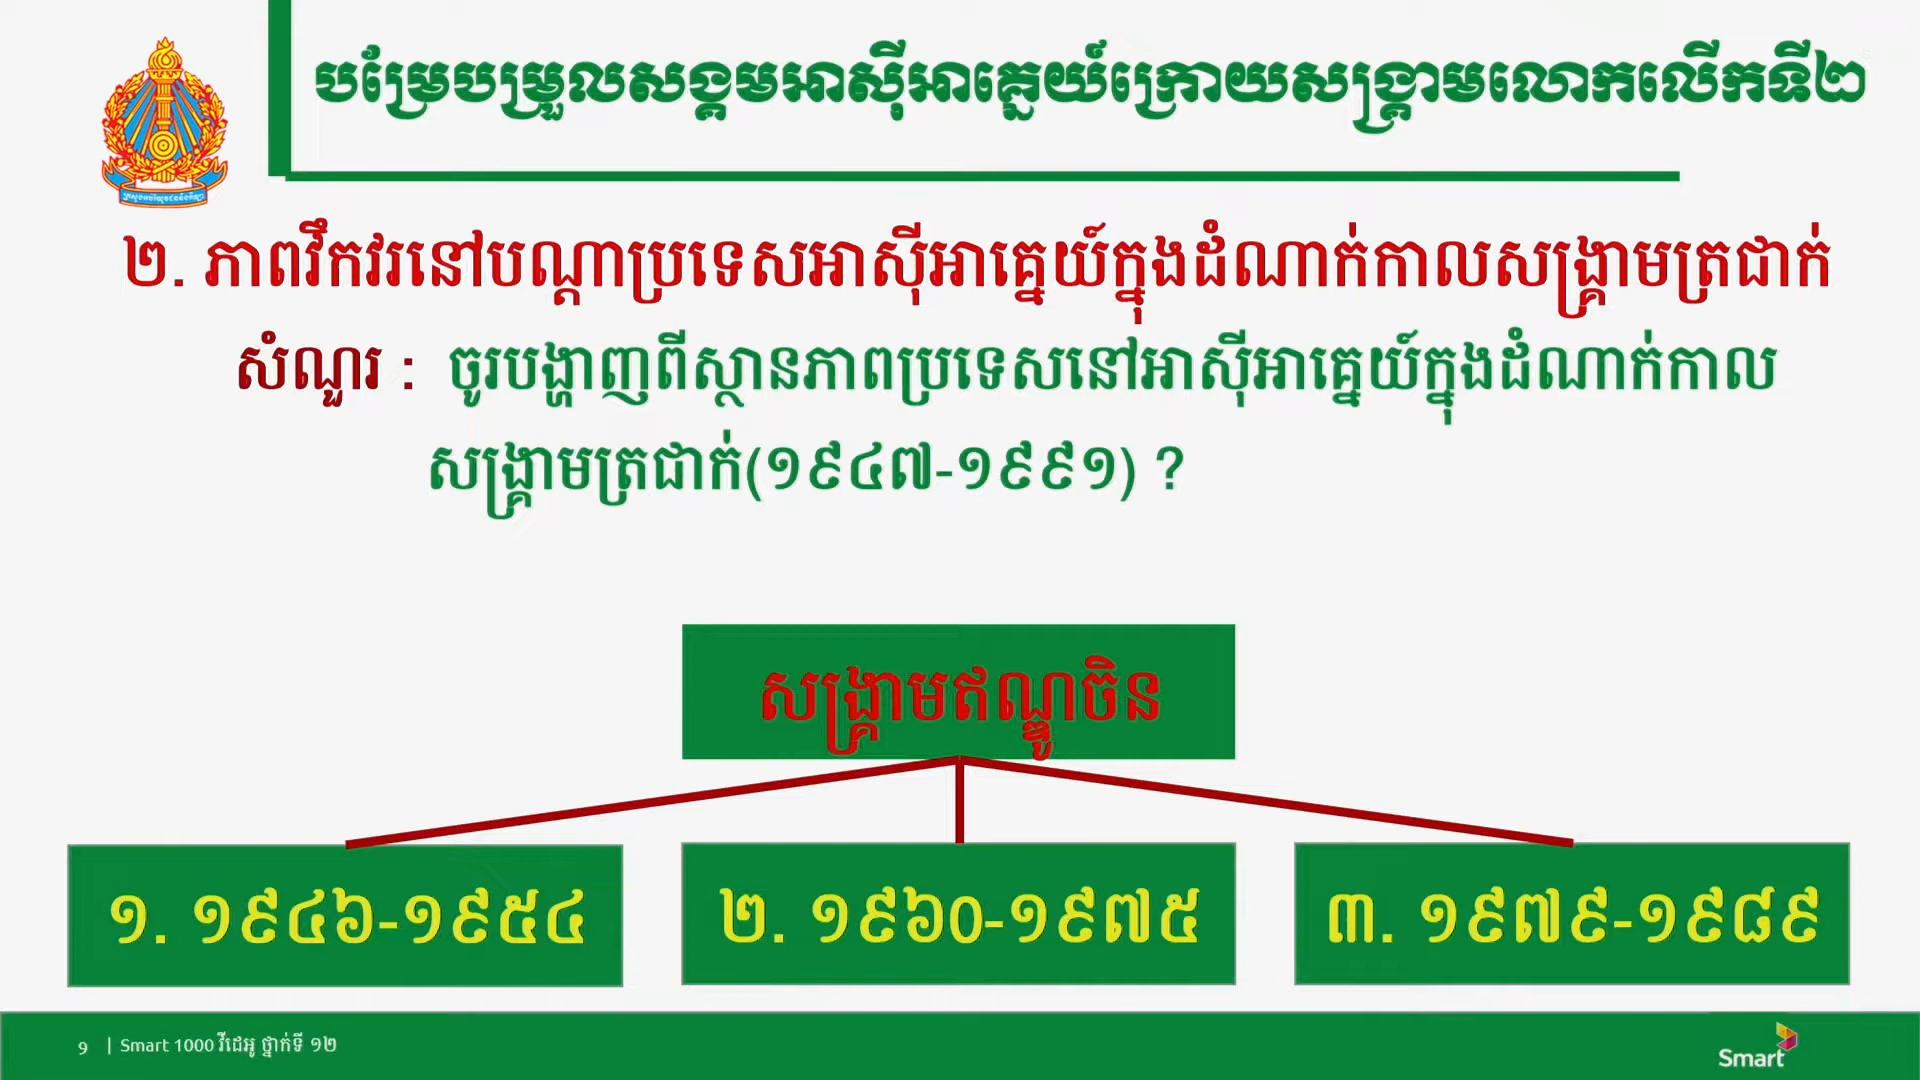 បម្រែបម្រួលសង្គមអាស៊ីអាគ្នេយ៍ក្រោយសង្គ្រាមលោកលើកទី២
២. ភាពវឹកវរនៅបណ្ដាប្រទេសអាស៊ីអាគ្នេយ៍ក្នុងដំណាក់កាលសង្គ្រាមត្រជាក់
សំណួរ : ចូរបង្ហាញពីស្ថានភាពប្រទេសនៅអាស៊ីអាគ្នេយ៍ក្នុងដំណាក់កាល
សង្គ្រាមត្រជាក់(១៩៤៧-១៩៩១) ?
សង្គ្រាមឥណ្ឌូចិន
១. ១៩៤៦-១៩៥៤
២. ១៩៦០-១៩៧៥
៣. ១៩៧៩-១៩៨៩
9 | Smart 1000 វីដេអូ ថ្នាក់ទី ១២
Smart